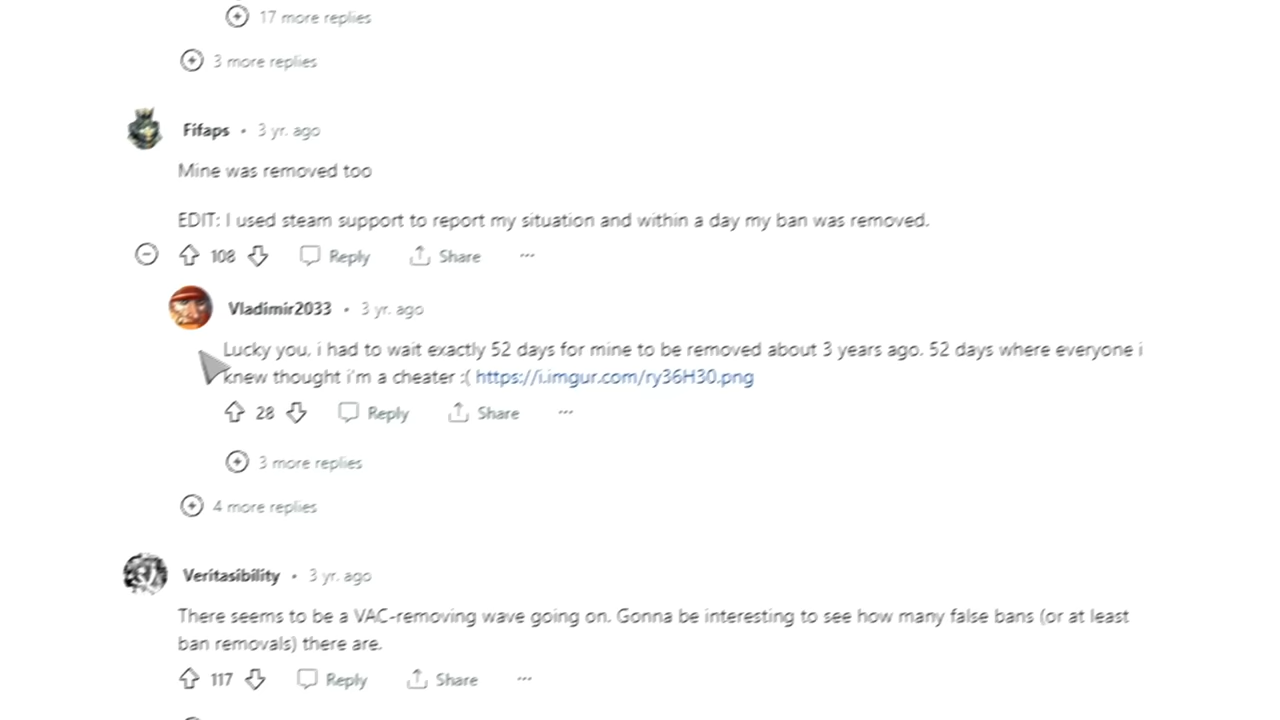 17 more replies
3 more replies
Fifaps • 3 yr. ago
Mine was removed too
EDIT: I used steam support to report my situation and within a day my ban was removed.
108 Reply Share ...
Vladimir2033 • 3 yr. ago
Lucky you, i had to wait exactly 52 days for mine to be removed about 3 years ago. 52 days where everyone i
knew thought i'm a cheater :( https://i.imgur.com/ry36H30.png
28 Reply Share ...
3 more replies
4 more replies
Veritasibility • 3 yr. ago
There seems to be a VAC-removing wave going on. Gonna be interesting to see how many false bans (or at least
ban removals) there are.
117 Reply Share ...